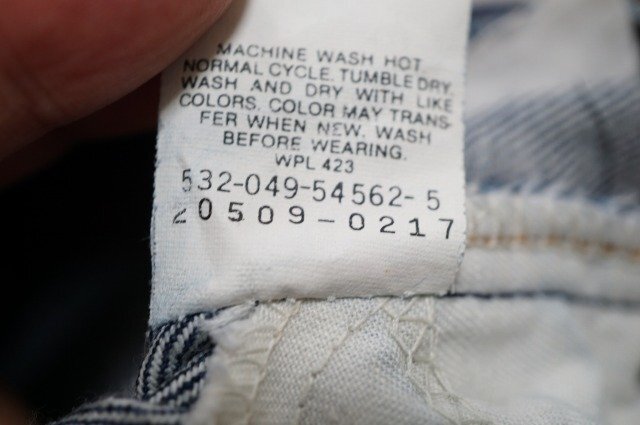 MACHINE WASH HOT
NORMAL CYCLE. TUMBLE DRY.
WASH AND DRY WITH LIKE
COLORS. COLOR MAY TRANS-
FER WHEN NEW. WASH
BEFORE WEARING.
WPL 423
532-049-54562-5
20509-0217